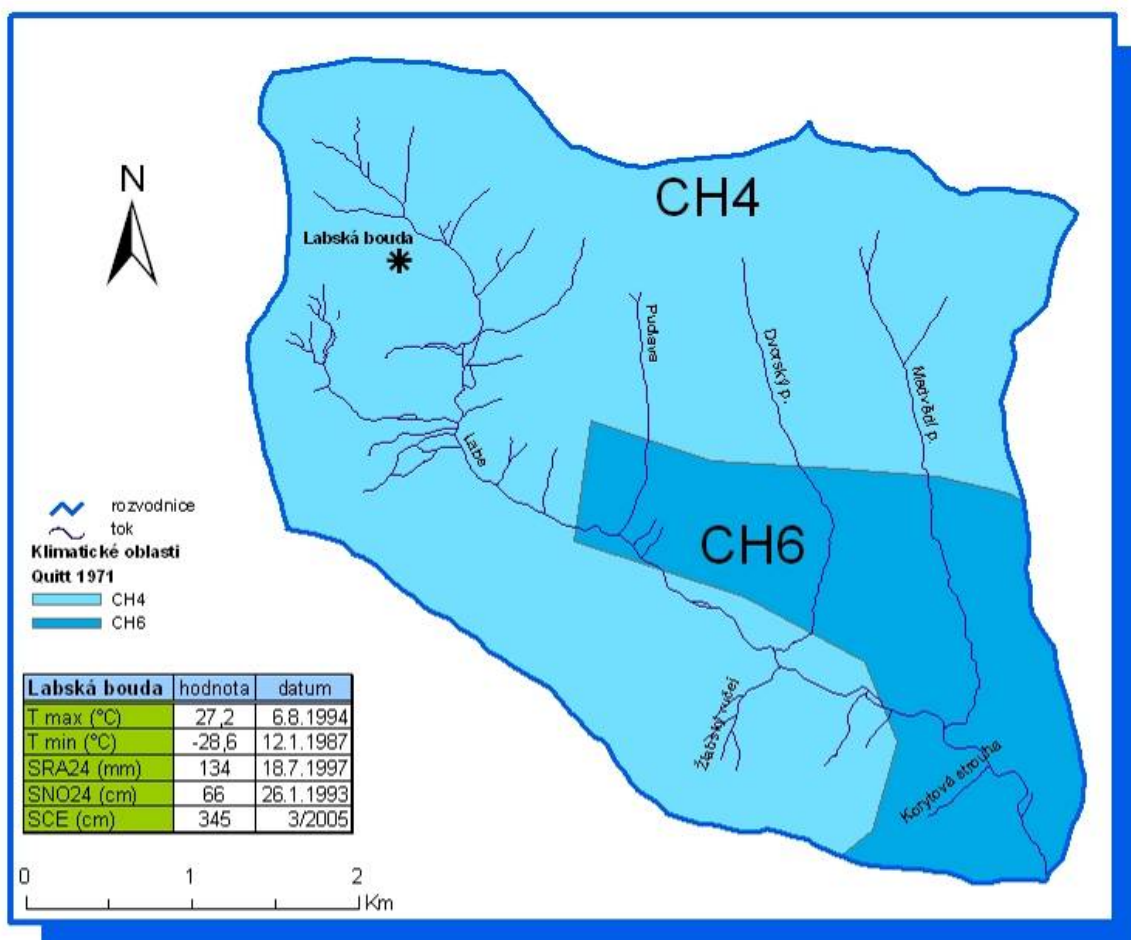 CH4
N
Labská bouda
Pudlava
Dvorský p.
Medvědí p.
Labe
CH6
rozvodnice
tok
Klimatické oblasti
Quitt 1971
CH4
CH6
Labská bouda hodnota datum
T max (°C) 27,2 6.8.1994
T min (°C) -28,6 12.1.1987
SRA24 (mm) 134 18.7.1997
SNO24 (cm) 66 26.1.1993
SCE (cm) 345 3/2005
Žlabský ručej
Korytová strouha
0 1 2
Km